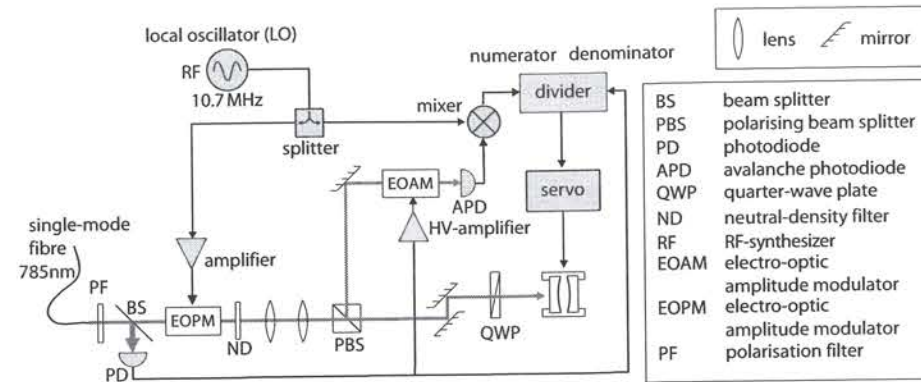 local oscillator (LO)
RF
10.7 MHz
splitter
mixer
numerator denominator
divider
servo
EOAM
APD
HV-amplifier
amplifier
single-mode
fibre
785nm
PF
BS
EOPM
ND
PBS
QWP
PD
lens
mirror
BS beam splitter
PBS polarising beam splitter
PD photodiode
APD avalanche photodiode
QWP quarter-wave plate
ND neutral-density filter
RF RF-synthesizer
EOAM electro-optic
amplitude modulator
EOPM electro-optic
amplitude modulator
PF polarisation filter